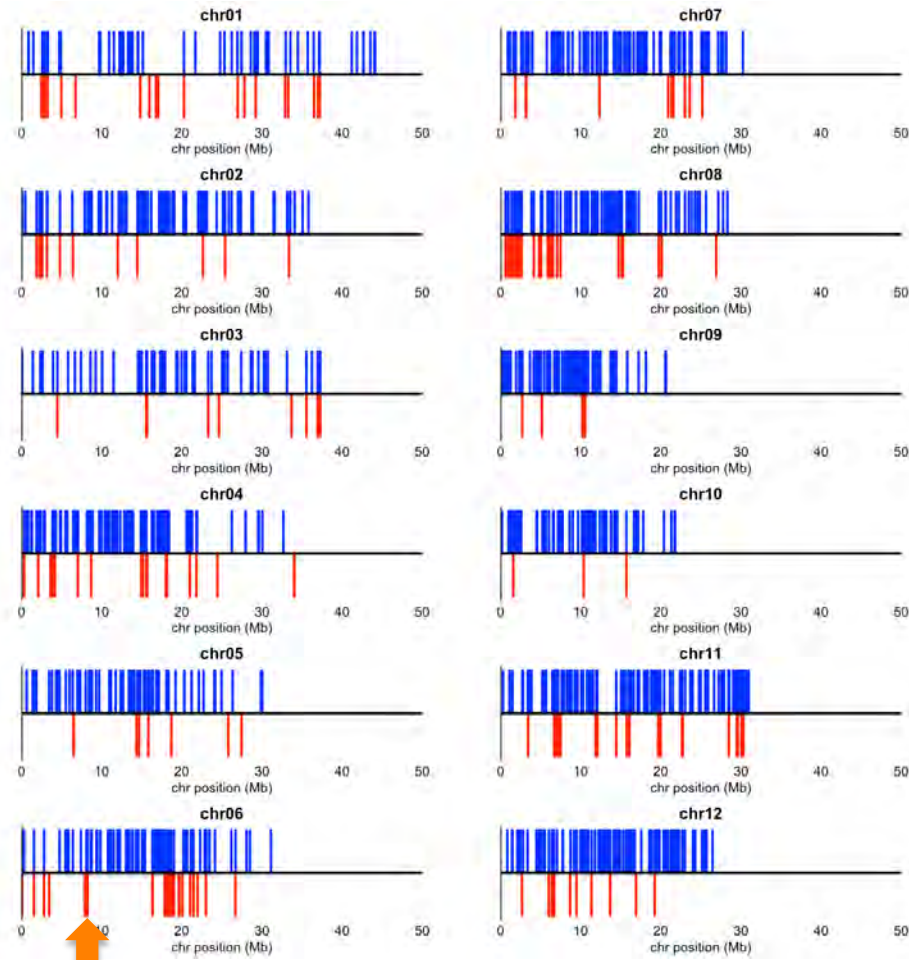 chr01
0 10 20 30 40 50
chr position (Mb)
chr02
0 10 20 30 40 50
chr position (Mb)
chr03
0 10 20 30 40 50
chr position (Mb)
chr04
0 10 20 30 40 50
chr position (Mb)
chr05
0 10 20 30 40 50
chr position (Mb)
chr06
0 10 20 30 40 50
chr position (Mb)
chr07
0 10 20 30 40 50
chr position (Mb)
chr08
0 10 20 30 40 50
chr position (Mb)
chr09
0 10 20 30 40 50
chr position (Mb)
chr10
0 10 20 30 40 50
chr position (Mb)
chr11
0 10 20 30 40 50
chr position (Mb)
chr12
0 10 20 30 40 50
chr position (Mb)